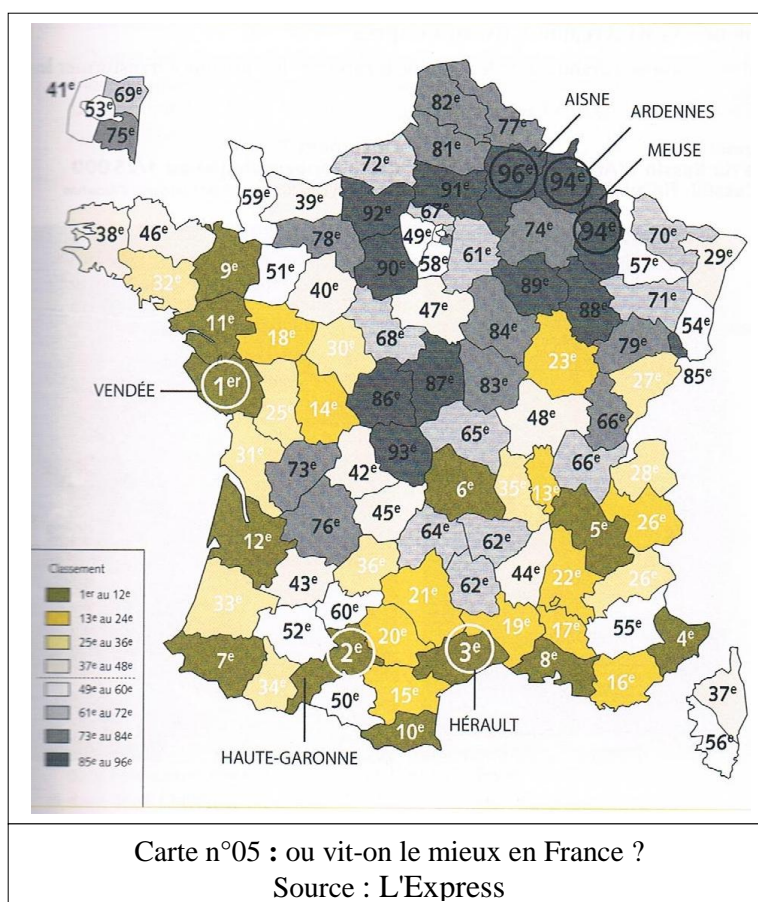 41e 69e
53e
75e
82e
77e
AISNE
ARDENNES
MEUSE
72e 81e
96e 94e
59e 39e 92e 91e
67e
74e 94e
70e
38e 46e
78e 49e 61e
57e 29e
32e 9e 51e 90e 58e
89e 71e
40e 47e 88e 54e
11e 18e 68e 84e 79e
30e 23e 85e
VENDÉE 1er 27e
25e 14e 86e 87e 83e
48e 66e
31e 65e
73e 42e 93e 66e 28e
6e 35e 13e
12e 76e 45e 5e 26e
64e 62e
Classement
1er au 12e
13e au 24e
25e au 36e
37e au 48e
49e au 60e
61e au 72e
73e au 84e
85e au 96e
43e 36e 21e 62e 44e 22e 26e
33e 60e
52e 20e 19e 17e 55e 4e
7e 2e 3e 8e
34e 50e 15e 16e
10e
HÉRAULT
HAUTE-GARONNE
37e
56e
Carte n°05 : ou vit-on le mieux en France ?
Source : L'Express